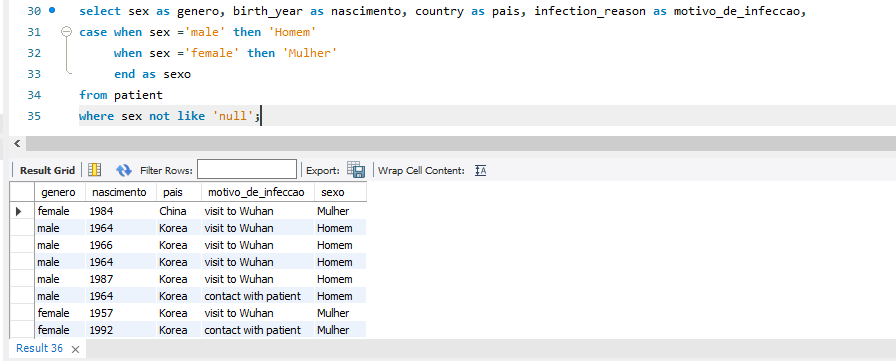 30 select sex as genero, birth_year as nascimento, country as pais, infection_reason as motivo_de_infeccao,
31 case when sex ='male' then 'Homem'
32 when sex ='female' then 'Mulher'
33 end as sexo
34 from patient
35 where sex not like 'null';
Result Grid Filter Rows: Export: Wrap Cell Content: IA
genero nascimento pais motivo_de_infeccao sexo
female 1984 China visit to Wuhan Mulher
male 1964 Korea visit to Wuhan Homem
male 1966 Korea visit to Wuhan Homem
male 1964 Korea visit to Wuhan Homem
male 1987 Korea visit to Wuhan Homem
male 1964 Korea contact with patient Homem
female 1957 Korea visit to Wuhan Mulher
female 1992 Korea contact with patient Mulher
Result 36 ×